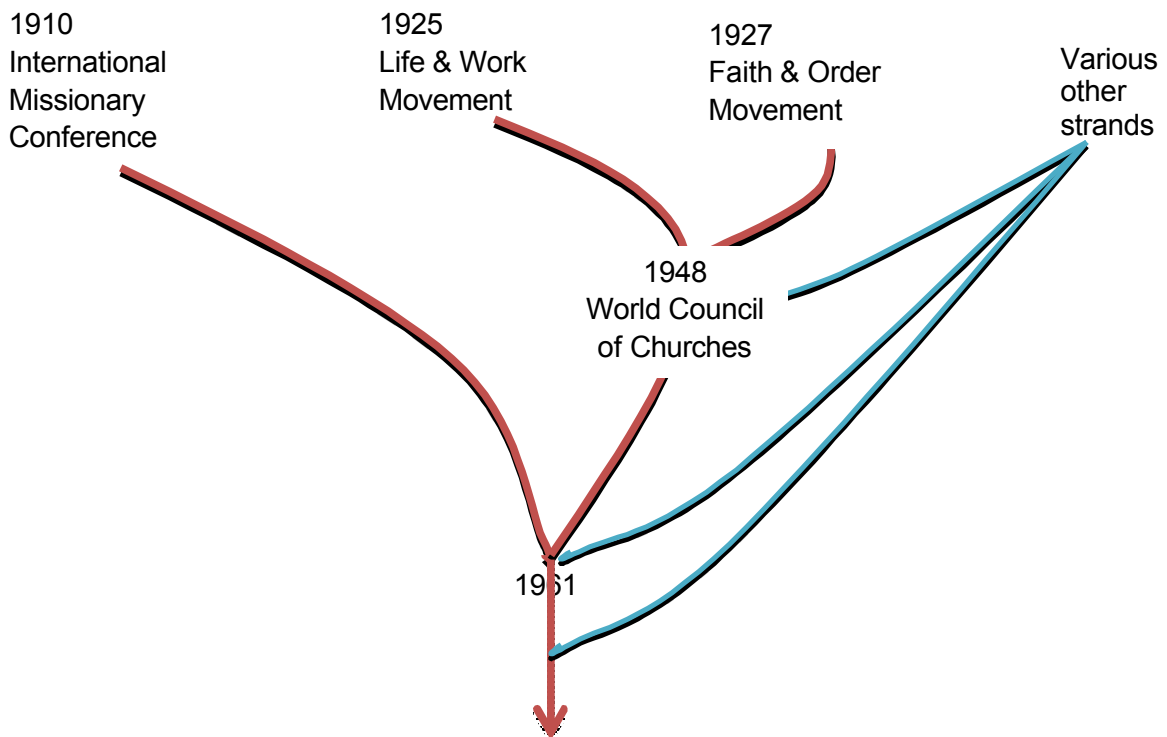 1910
International
Missionary
Conference
1925
Life & Work
Movement
1927
Faith & Order
Movement
Various
other
strands
1948
World Council
of Churches
1961